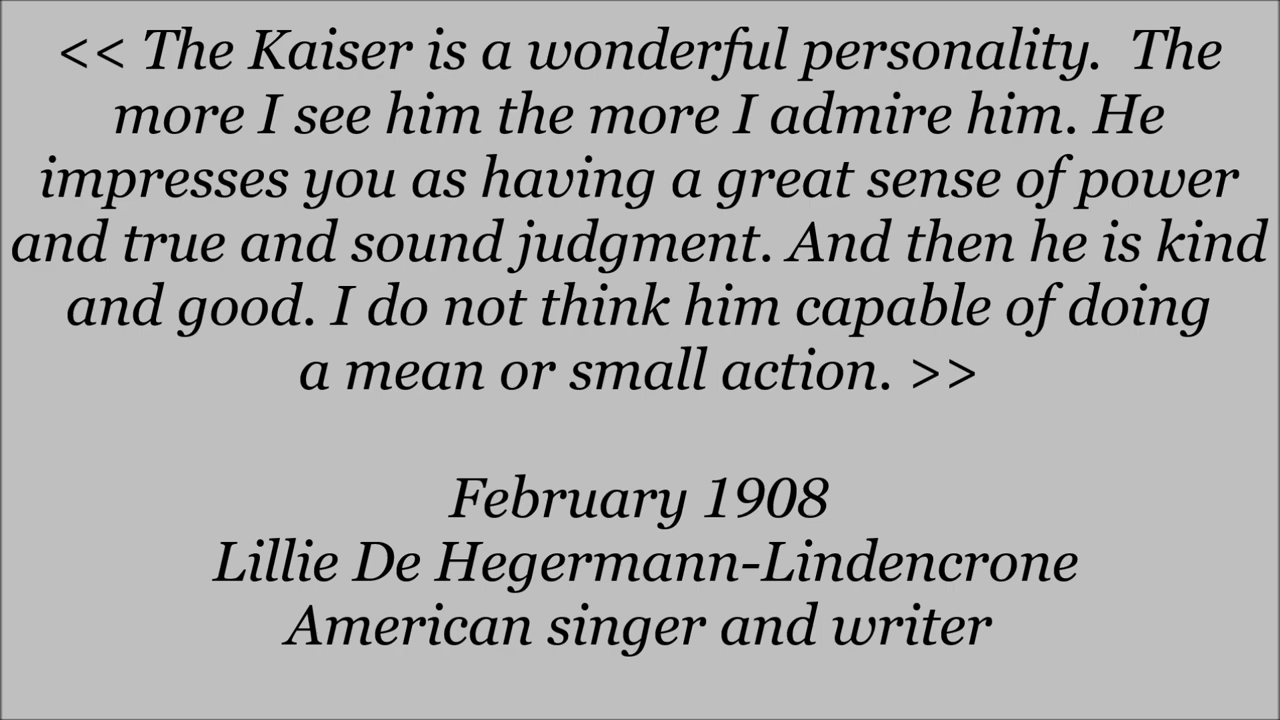 << The Kaiser is a wonderful personality.  The
more I see him the more I admire him. He
impresses you as having a great sense of power
and true and sound judgment. And then he is kind
and good. I do not think him capable of doing
a mean or small action. >>
February 1908
Lillie De Hegermann-Lindencrone
American singer and writer